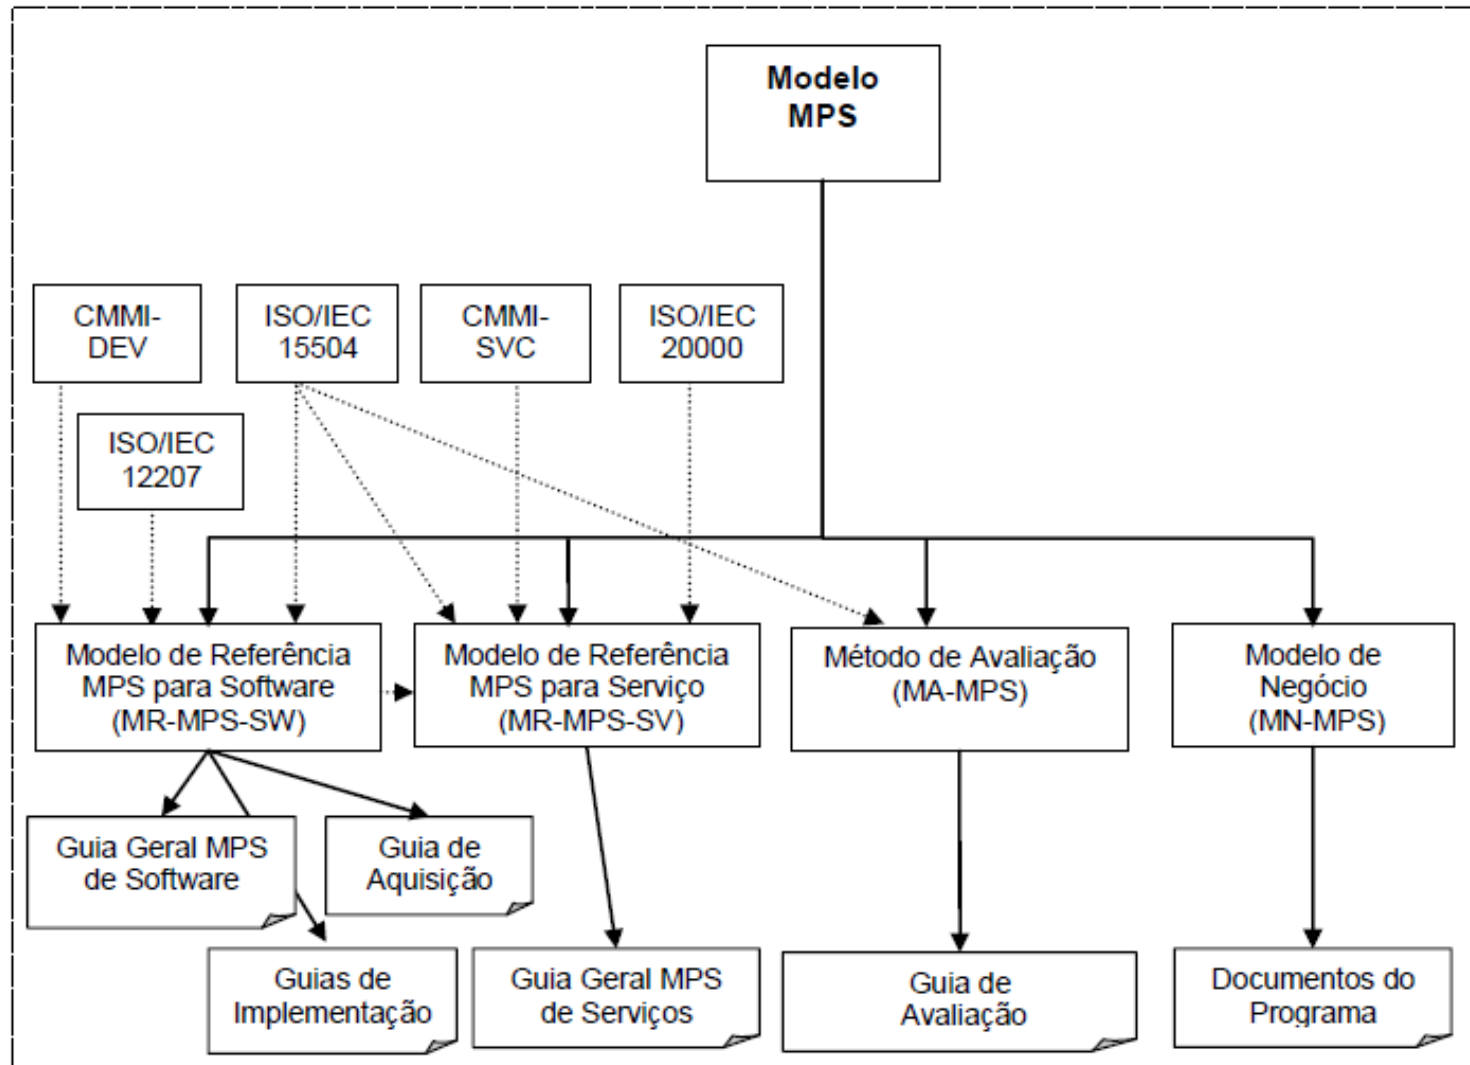 Modelo
MPS
CMMI-
DEV
ISO/IEC
15504
CMMI-
SVC
ISO/IEC
20000
ISO/IEC
12207
Modelo de Referência
MPS para Software
(MR-MPS-SW)
Modelo de Referência
MPS para Serviço
(MR-MPS-SV)
Método de Avaliação
(MA-MPS)
Modelo de
Negócio
(MN-MPS)
Guia Geral MPS
de Software
Guia de
Aquisição
Guias de
Implementação
Guia Geral MPS
de Serviços
Guia de
Avaliação
Documentos do
Programa